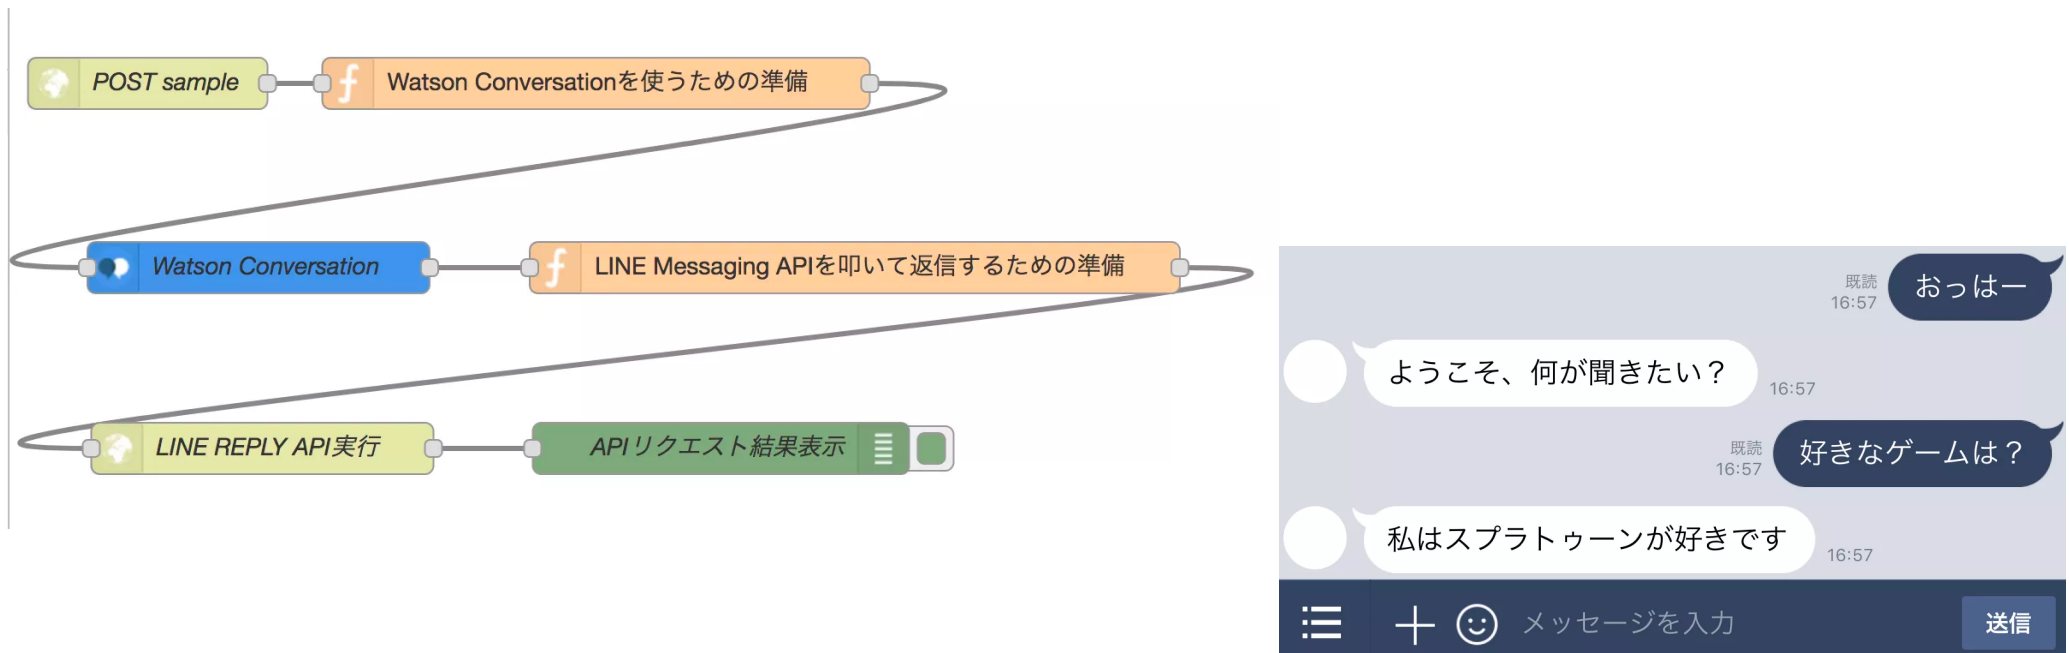 POST sample
Watson Conversationを使うための準備
Watson Conversation
LINE Messaging APIを叩いて返信するための準備
LINE REPLY API実行
APIリクエスト結果表示
既読
16:57
おっはー
ようこそ、何が聞きたい？
16:57
既読
16:57
好きなゲームは？
私はスプラトゥーンが好きです
16:57
メッセージを入力
送信